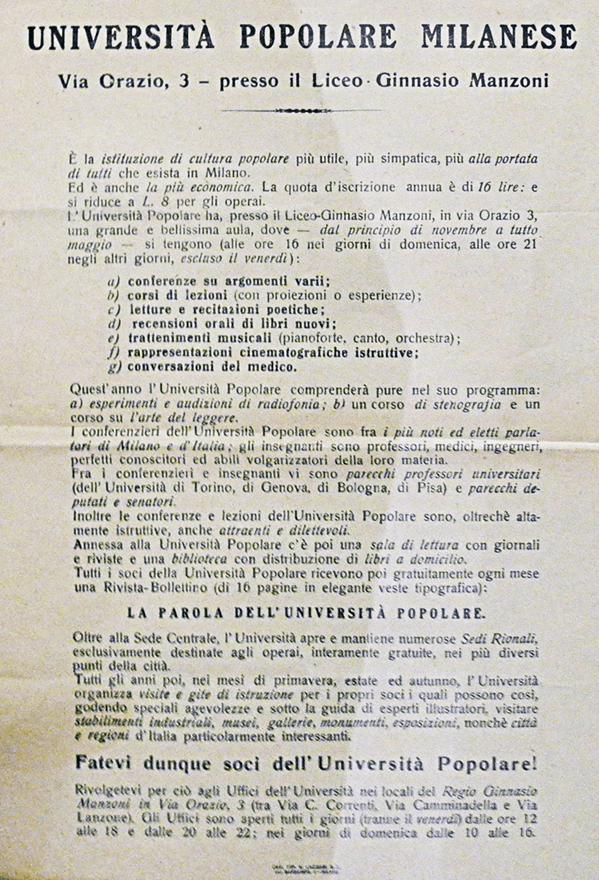 UNIVERSITÀ POPOLARE MILANESE
Via Orazio, 3 – presso il Liceo-Ginnasio Manzoni
È la istituzione di cultura popolare più utile, più simpatica, più alla portata
di tutti che esista in Milano.
Ed è anche la più economica. La quota d'iscrizione annua è di 16 lire: e
si riduce a L. 8 per gli operai.
L'Università Popolare ha, presso il Liceo-Ginnasio Manzoni, in via Orazio 3,
una grande e bellissima aula, dove — dal principio di novembre a tutto
maggio — si tengono (alle ore 16 nei giorni di domenica, alle ore 21
negli altri giorni, escluso il venerdì):
a) conferenze su argomenti varii;
b) corsi di lezioni (con proiezioni o esperienze);
c) letture e recitazioni poetiche;
d) recensioni orali di libri nuovi;
e) trattenimenti musicali (pianoforte, canto, orchestra);
f) rappresentazioni cinematografiche istruttive;
g) conversazioni del medico.
Quest'anno l'Università Popolare comprenderà pure nel suo programma:
a) esperimenti e audizioni di radiofonia; b) un corso di stenografia e un
corso su l'arte del leggere.
I conferenzieri dell'Università Popolare sono fra i più noti ed eletti parla-
tori di Milano e d'Italia; gli insegnanti sono professori, medici, ingegneri,
perfetti conoscitori ed abili volgarizzatori della loro materia.
Fra i conferenzieri e insegnanti vi sono parecchi professori universitari
(dell'Università di Torino, di Genova, di Bologna, di Pisa) e parecchi de-
putati e senatori.
Inoltre le conferenze e lezioni dell'Università Popolare sono, oltrechè alta-
mente istruttive, anche attraenti e dilettevoli.
Annessa alla Università Popolare c'è poi una sala di lettura con giornali
e riviste e una biblioteca con distribuzione di libri a domicilio.
Tutti i soci della Università Popolare ricevono poi gratuitamente ogni mese
una Rivista-Bollettino (di 16 pagine in elegante veste tipografica):
LA PAROLA DELL'UNIVERSITÀ POPOLARE.
Oltre alla Sede Centrale, l'Università apre e mantiene numerose Sedi Rionali,
esclusivamente destinate agli operai, interamente gratuite, nei più diversi
punti della città.
Tutti gli anni poi, nei mesi di primavera, estate ed autunno, l'Università
organizza visite e gite di istruzione per i propri soci i quali possono così,
godendo speciali agevolezze e sotto la guida di esperti illustratori, visitare
stabilimenti industriali, musei, gallerie, monumenti, esposizioni, nonchè città
e regioni d'Italia particolarmente interessanti.
Fatevi dunque soci dell'Università Popolare!
Rivolgetevi per ciò agli Uffici dell'Università nei locali del Regio Ginnasio
Manzoni in Via Orazio, 3 (tra Via C. Correnti, Via Camminadella e Via
Lanzone). Gli Uffici sono aperti tutti i giorni (tranne il venerdì) dalle ore 12
alle 18 e dalle 20 alle 22; nei giorni di domenica dalle 10 alle 16.